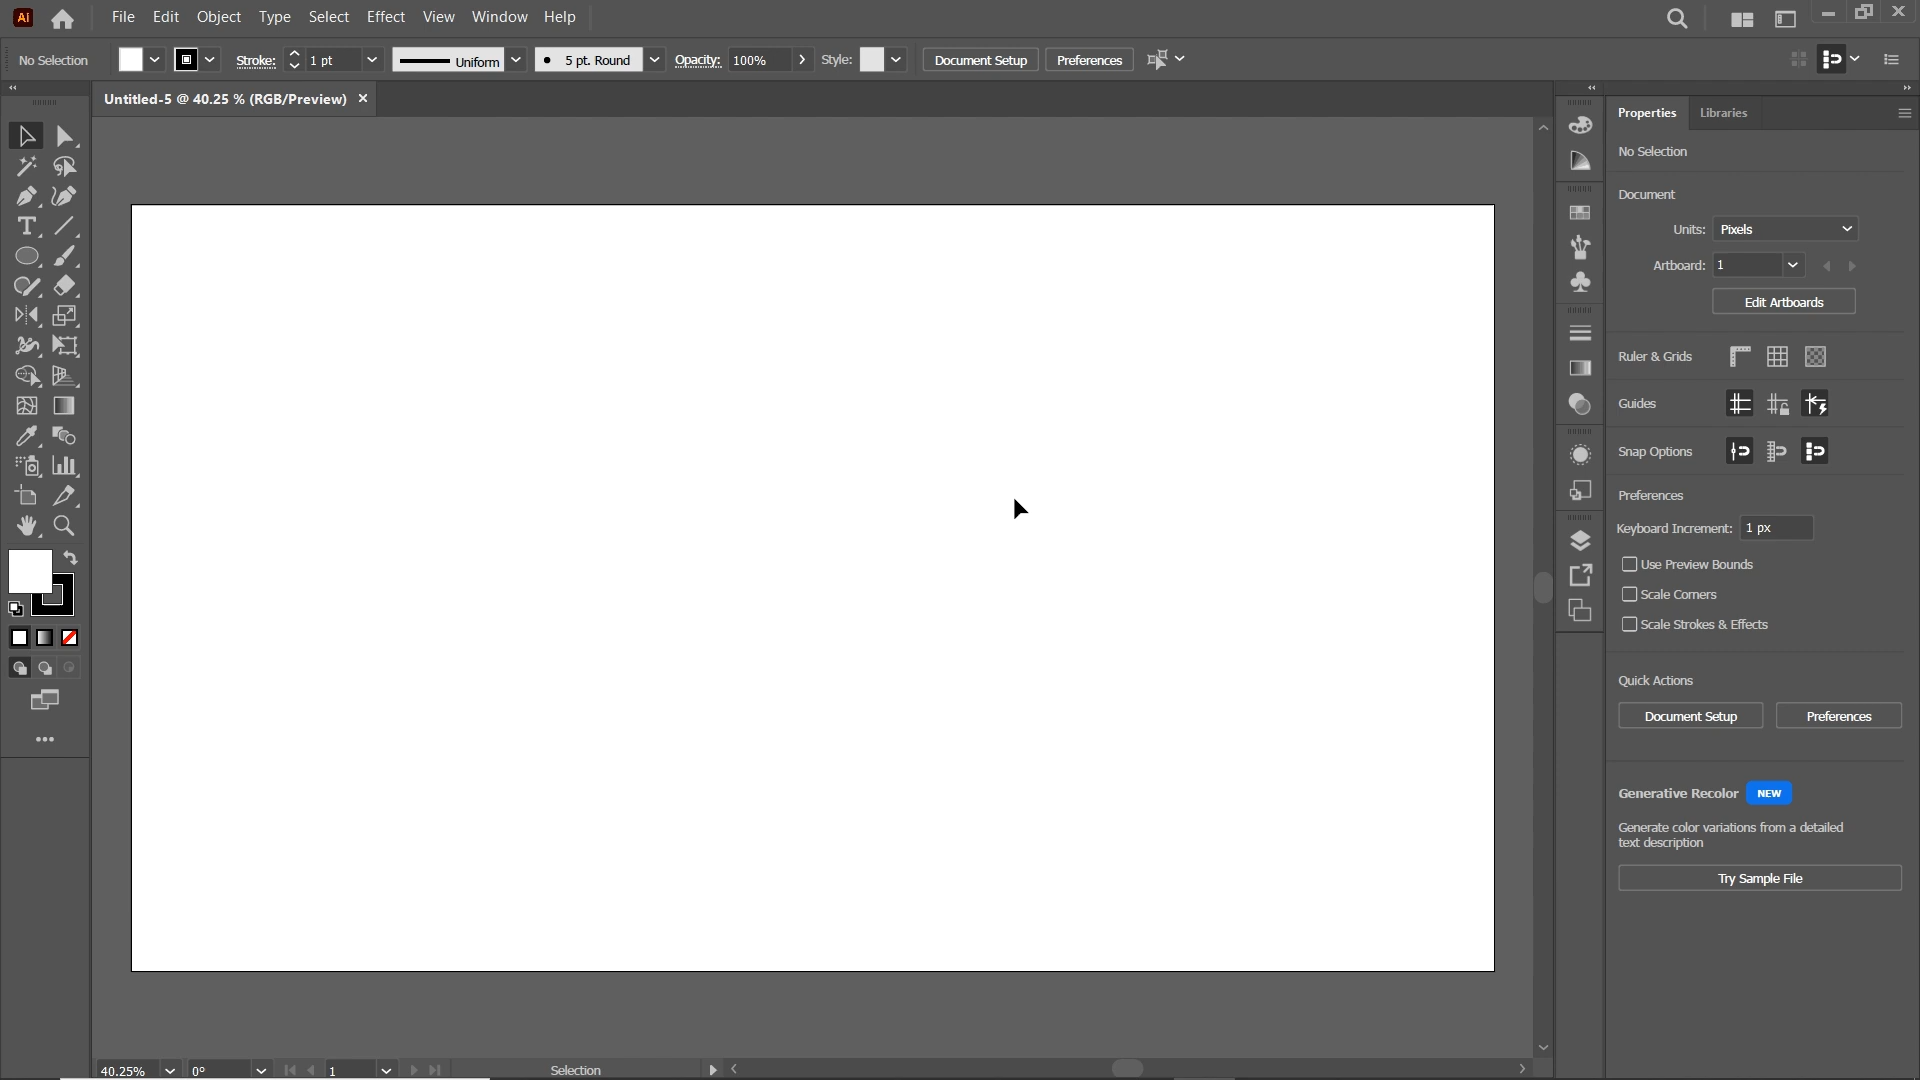 Ai File Edit Object Type Select Effect View Window Help
No Selection Stroke: 1 pt Uniform 5 pt. Round Opacity: 100% Style: Document Setup Preferences
Untitled-5 @ 40.25 % (RGB/Preview)
Properties Libraries
No Selection
Document
Units: Pixels
Artboard: 1
Edit Artboards
Ruler & Grids
Guides
Snap Options
Preferences
Keyboard Increment: 1 px
Use Preview Bounds
Scale Corners
Scale Strokes & Effects
Quick Actions
Document Setup Preferences
Generative Recolor NEW
Generate color variations from a detailed
text description
Try Sample File
40.25% 0° 1 Selection